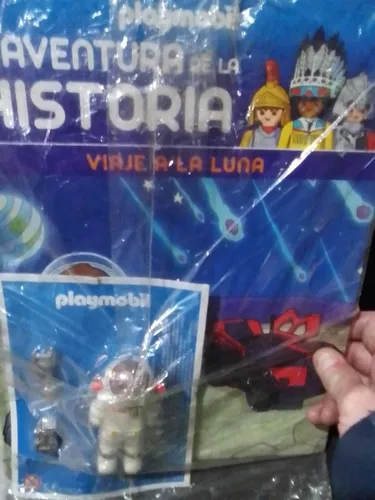 playmobil
AVENTURA DE LA
HISTORIA
VIAJE A LA LUNA
playmobil